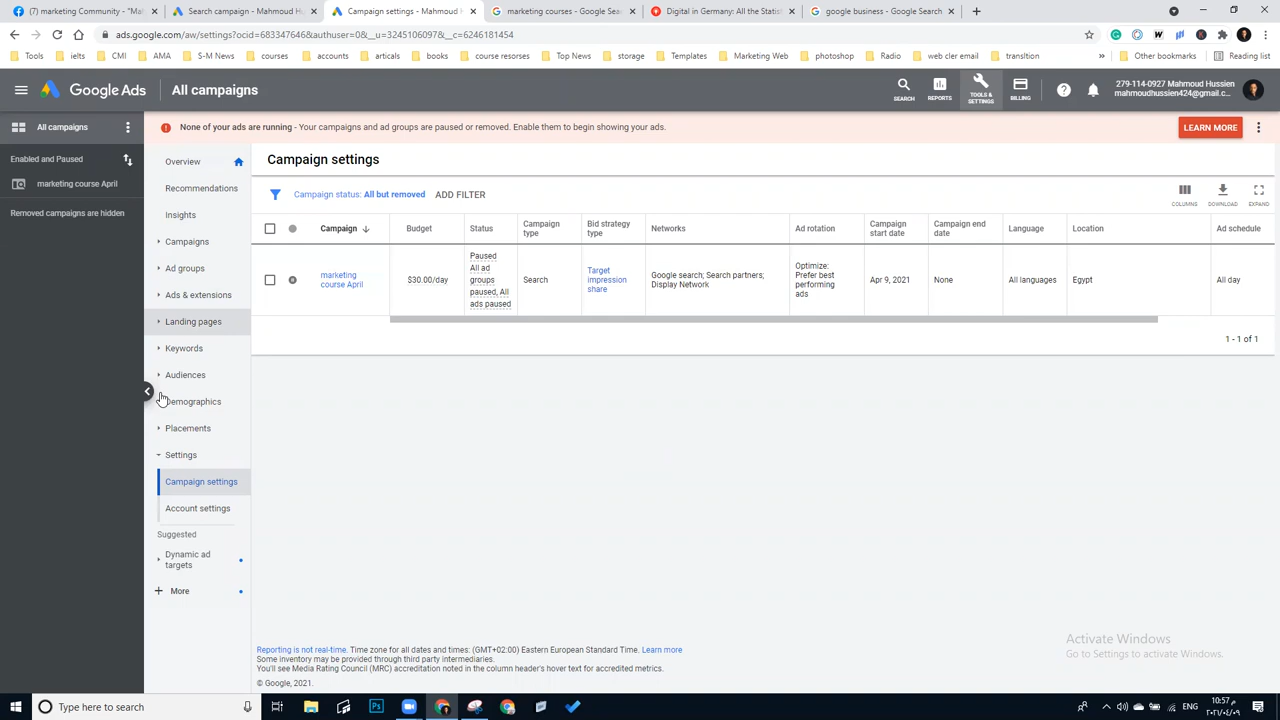 (7) marketing Community - "Ma
Search campaign - Mahmoud H
Campaign settings - Mahmoud H
marketing courses - Google Sea
Digital in Germany: All the Statist
google business - Google Search
ads.google.com/aw/settings?ocid=683347646&authuser=0&__u=3245106097&__c=6246181454
Tools
ielts
CMI
AMA
S-M News
courses
accounts
articals
books
course resorses
Top News
storage
Templates
Marketing Web
photoshop
Radio
web cler email
transltion
»
Other bookmarks
Reading list
Google Ads
All campaigns
SEARCH
REPORTS
TOOLS &
SETTINGS
BILLING
279-114-0927 Mahmoud Hussien
mahmoudhussien424@gmail.c...
All campaigns
None of your ads are running - Your campaigns and ad groups are paused or removed. Enable them to begin showing your ads.
LEARN MORE
Enabled and Paused
marketing course April
Removed campaigns are hidden
Overview
Recommendations
Insights
Campaigns
Ad groups
Ads & extensions
Landing pages
Keywords
Audiences
Demographics
Placements
Settings
Campaign settings
Account settings
Suggested
Dynamic ad
targets
More
Campaign settings
Campaign status: All but removed
ADD FILTER
COLUMNS
DOWNLOAD
EXPAND
Campaign
Budget
Status
Campaign
type
Bid strategy
type
Networks
Ad rotation
Campaign
start date
Campaign end
date
Language
Location
Ad schedule
marketing
course April
$30.00/day
Paused
All ad
groups
paused, All
ads paused
Search
Target
impression
share
Google search; Search partners;
Display Network
Optimize:
Prefer best
performing
ads
Apr 9, 2021
None
All languages
Egypt
All day
1 - 1 of 1
Reporting is not real-time. Time zone for all dates and times: (GMT+02:00) Eastern European Standard Time. Learn more
Some inventory may be provided through third party intermediaries.
You'll see Media Rating Council (MRC) accreditation noted in the column header's hover text for accredited metrics.
© Google, 2021.
Activate Windows
Go to Settings to activate Windows.
Type here to search
ENG
10:57 م
٢٠٢١/٠٤/٠٩